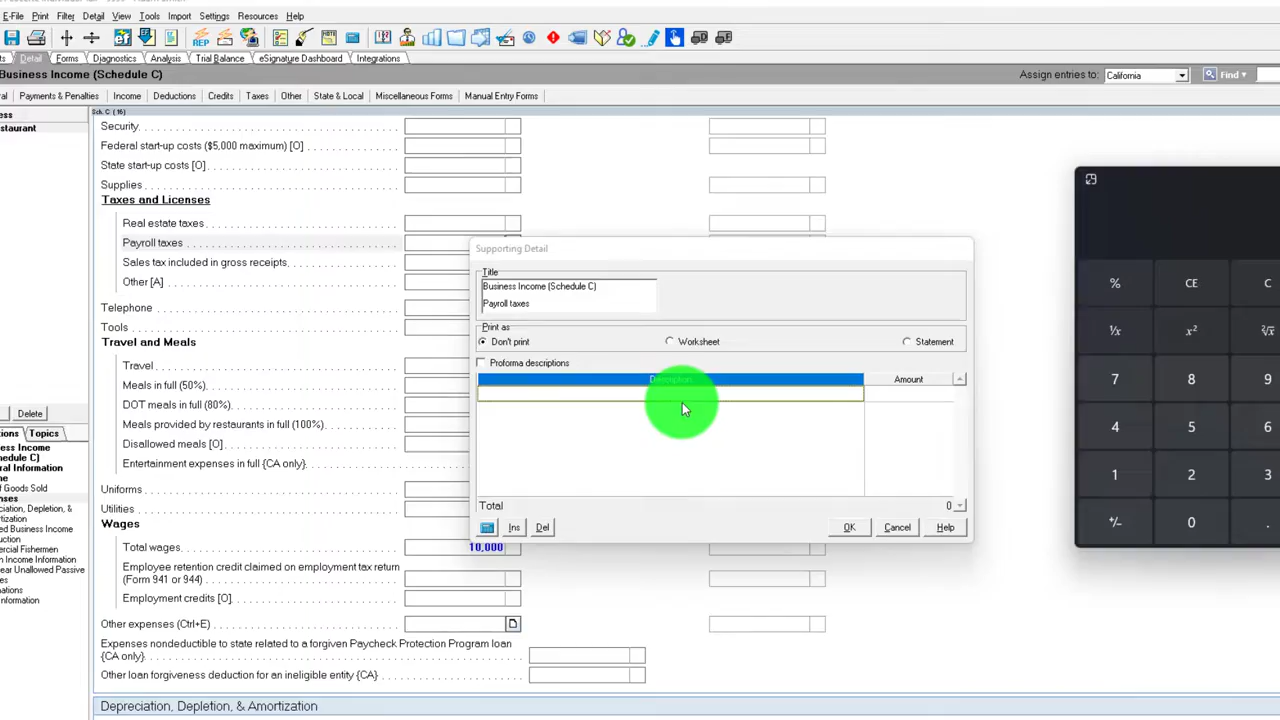 E-File Print Filter Detail View Tools Import Settings Resources Help
Detail Forms Diagnostics Analysis Trial Balance eSignature Dashboard Integrations
Business Income (Schedule C) Assign entries to: California Find
Payments & Penalties Income Deductions Credits Taxes Other State & Local Miscellaneous Forms Manual Entry Forms
Sch. C (16)
Security
Federal start-up costs ($5,000 maximum) [O]
State start-up costs [O]
Supplies
Taxes and Licenses
Real estate taxes
Payroll taxes
Sales tax included in gross receipts
Other [A]
Telephone
Tools
Travel and Meals
Travel
Meals in full (50%)
DOT meals in full (80%)
Meals provided by restaurants in full (100%)
Disallowed meals [O]
Entertainment expenses in full {CA only}
Uniforms
Utilities
Wages
Total wages 10,000
Employee retention credit claimed on employment tax return
(Form 941 or 944)
Employment credits [O]
Other expenses (Ctrl+E)
Expenses nondeductible to state related to a forgiven Paycheck Protection Program loan
{CA only}
Other loan forgiveness deduction for an ineligible entity {CA}
Depreciation, Depletion, & Amortization
Delete
Topics
Supporting Detail
Title
Business Income (Schedule C)
Payroll taxes
Print as
Don't print Worksheet Statement
Proforma descriptions
Description Amount
Total 0
Ins Del OK Cancel Help
% CE C
¹/x x² ²√x
7 8 9
4 5 6
1 2 3
+/- 0 .